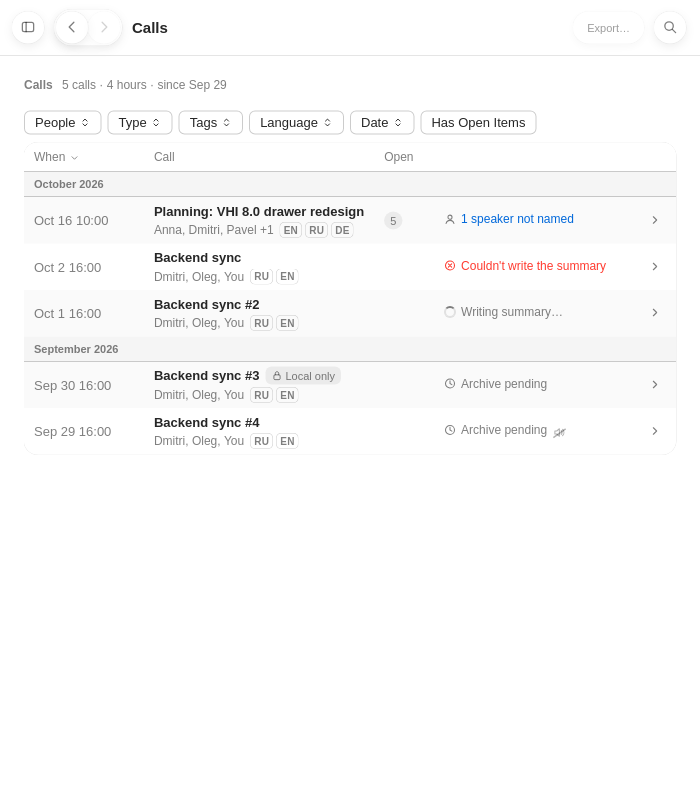 Calls
Export…
Calls 5 calls · 4 hours · since Sep 29
People Type Tags Language Date Has Open Items
When Call Open
October 2026
Oct 16 10:00 Planning: VHI 8.0 drawer redesign 5 1 speaker not named
Anna, Dmitri, Pavel +1 EN RU DE
Oct 2 16:00 Backend sync Couldn't write the summary
Dmitri, Oleg, You RU EN
Oct 1 16:00 Backend sync #2 Writing summary…
Dmitri, Oleg, You RU EN
September 2026
Sep 30 16:00 Backend sync #3 Local only Archive pending
Dmitri, Oleg, You RU EN
Sep 29 16:00 Backend sync #4 Archive pending
Dmitri, Oleg, You RU EN